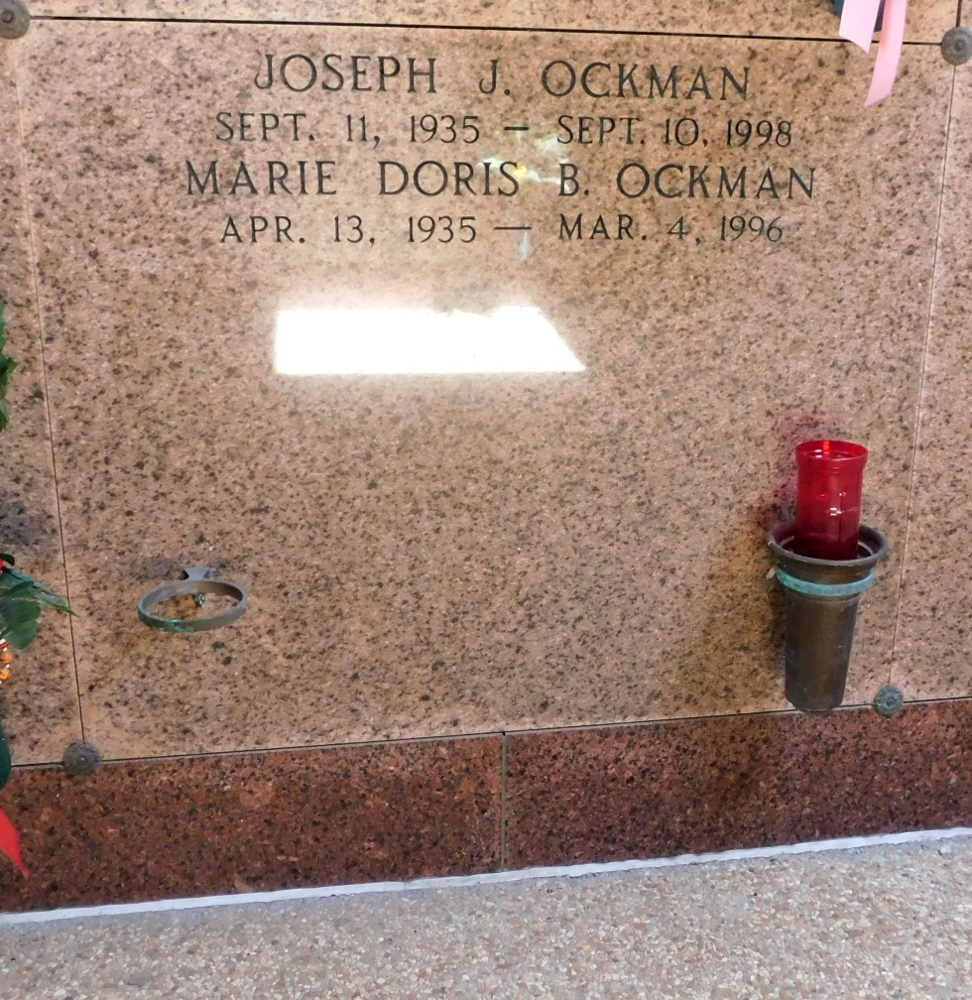 JOSEPH J. OCKMAN
SEPT. 11, 1935 — SEPT. 10, 1998
MARIE DORIS B. OCKMAN
APR. 13, 1935 — MAR. 4, 1996